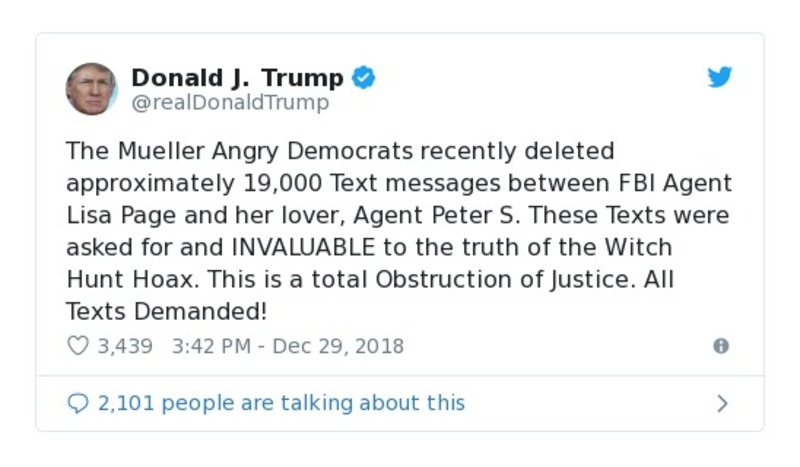 Donald J. Trump
@realDonaldTrump
The Mueller Angry Democrats recently deleted
approximately 19,000 Text messages between FBI Agent
Lisa Page and her lover, Agent Peter S. These Texts were
asked for and INVALUABLE to the truth of the Witch
Hunt Hoax. This is a total Obstruction of Justice. All
Texts Demanded!
3,439 3:42 PM - Dec 29, 2018
2,101 people are talking about this